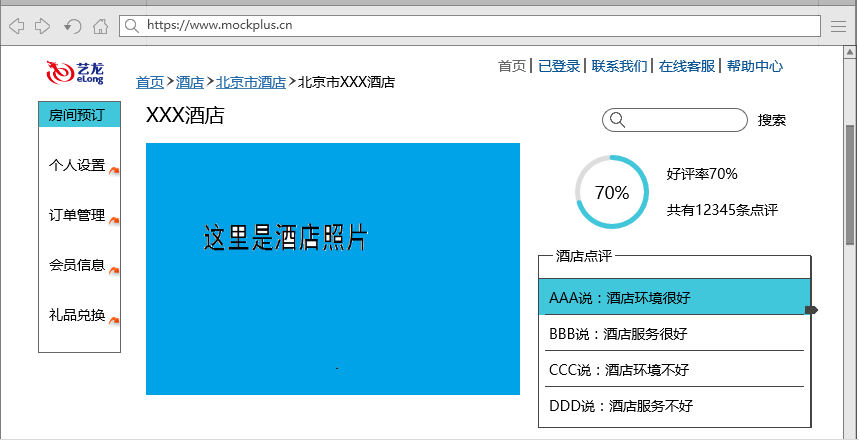 https://www.mockplus.cn
艺龙
eLong
首页 | 已登录 | 联系我们 | 在线客服 | 帮助中心
首页>酒店>北京市酒店>北京市XXX酒店
房间预订
个人设置
订单管理
会员信息
礼品兑换
XXX酒店
搜索
这里是酒店照片
70%
好评率70%
共有12345条点评
酒店点评
AAA说：酒店环境很好
BBB说：酒店服务很好
CCC说：酒店环境不好
DDD说：酒店服务不好